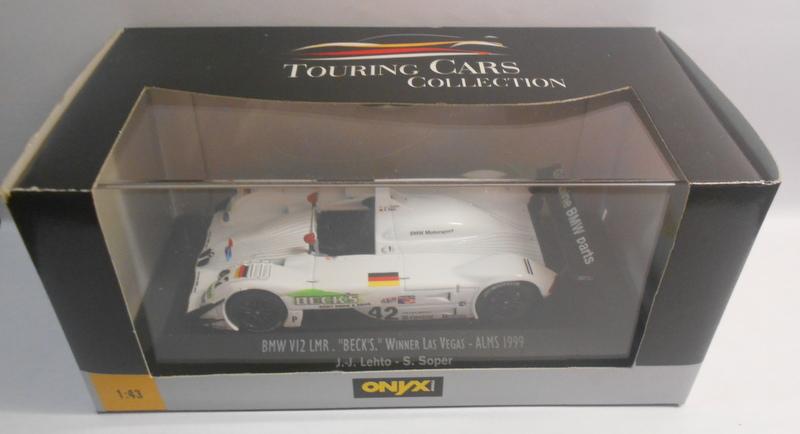 TOURING CARS
COLLECTION
BMW Motorsport
ne BMW parts
BECK'S
42
BMW V12 LMR . "BECK'S." WINNER LAS VEGAS - ALMS 1999
J.-J. Lehto - S. Soper
1:43
ONYX